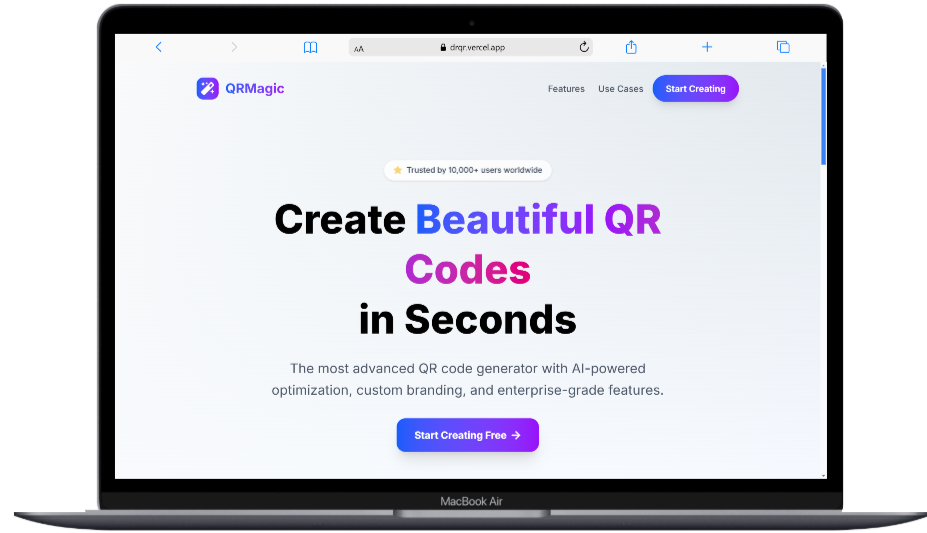 AA
drqr.vercel.app
QRMagic
Features
Use Cases
Start Creating
Trusted by 10,000+ users worldwide
Create Beautiful QR
Codes
in Seconds
The most advanced QR code generator with AI-powered
optimization, custom branding, and enterprise-grade features.
Start Creating Free →
MacBook Air